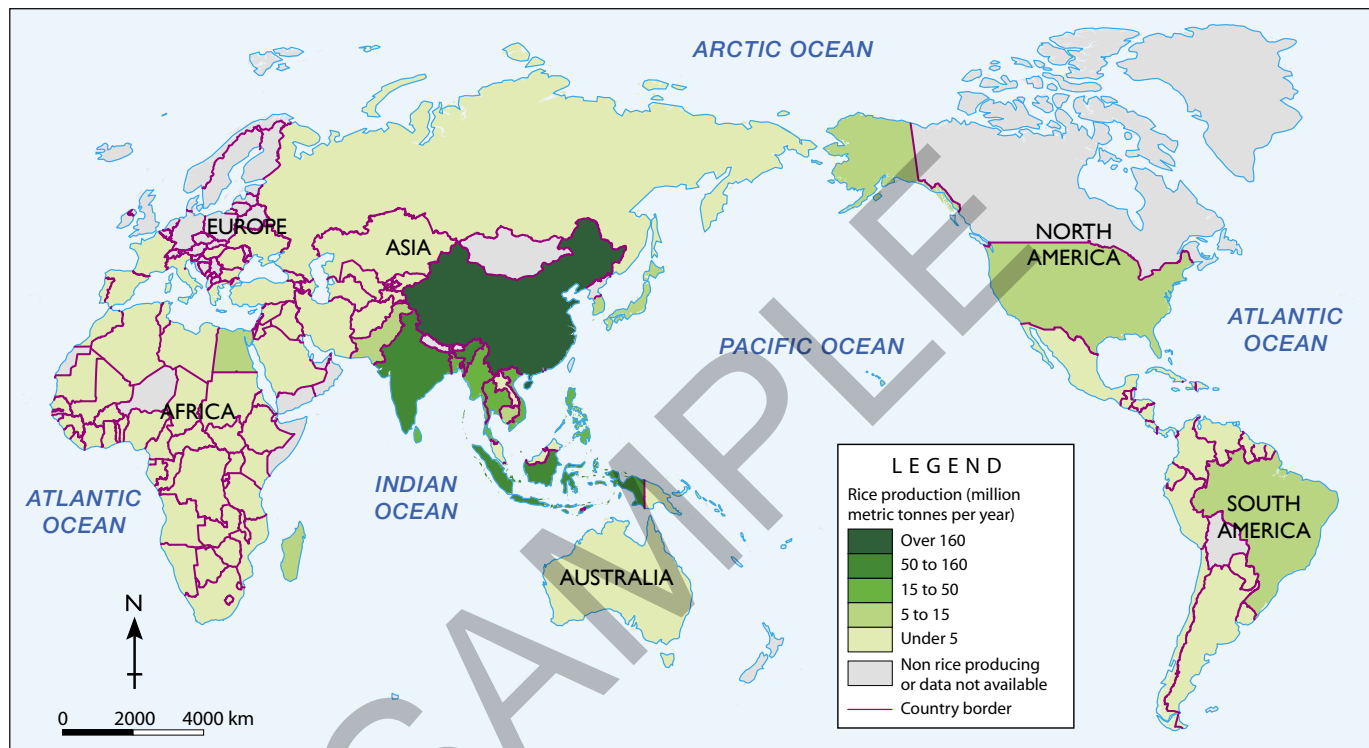 ARCTIC OCEAN
EUROPE
ASIA
NORTH
AMERICA
ATLANTIC
OCEAN
PACIFIC OCEAN
AFRICA
ATLANTIC
OCEAN
INDIAN
OCEAN
SOUTH
AMERICA
AUSTRALIA
LEGEND
Rice production (million
metric tonnes per year)
Over 160
50 to 160
15 to 50
5 to 15
Under 5
Non rice producing
or data not available
Country border
N
0 2000 4000 km
SAMPLE